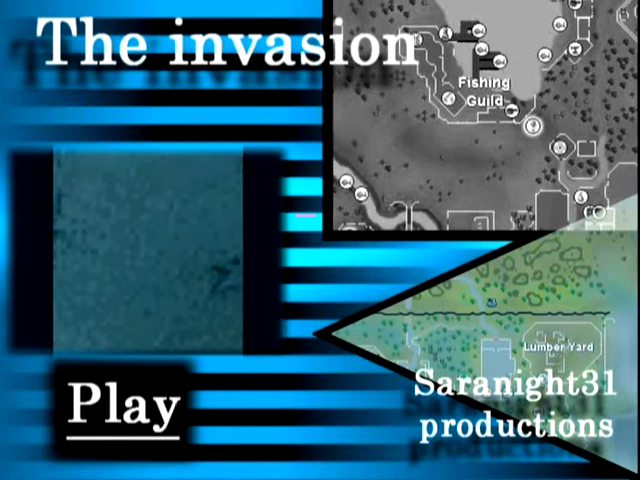 The invasion
Fishing
Guild
Lumber Yard
Play
Saranight31
productions